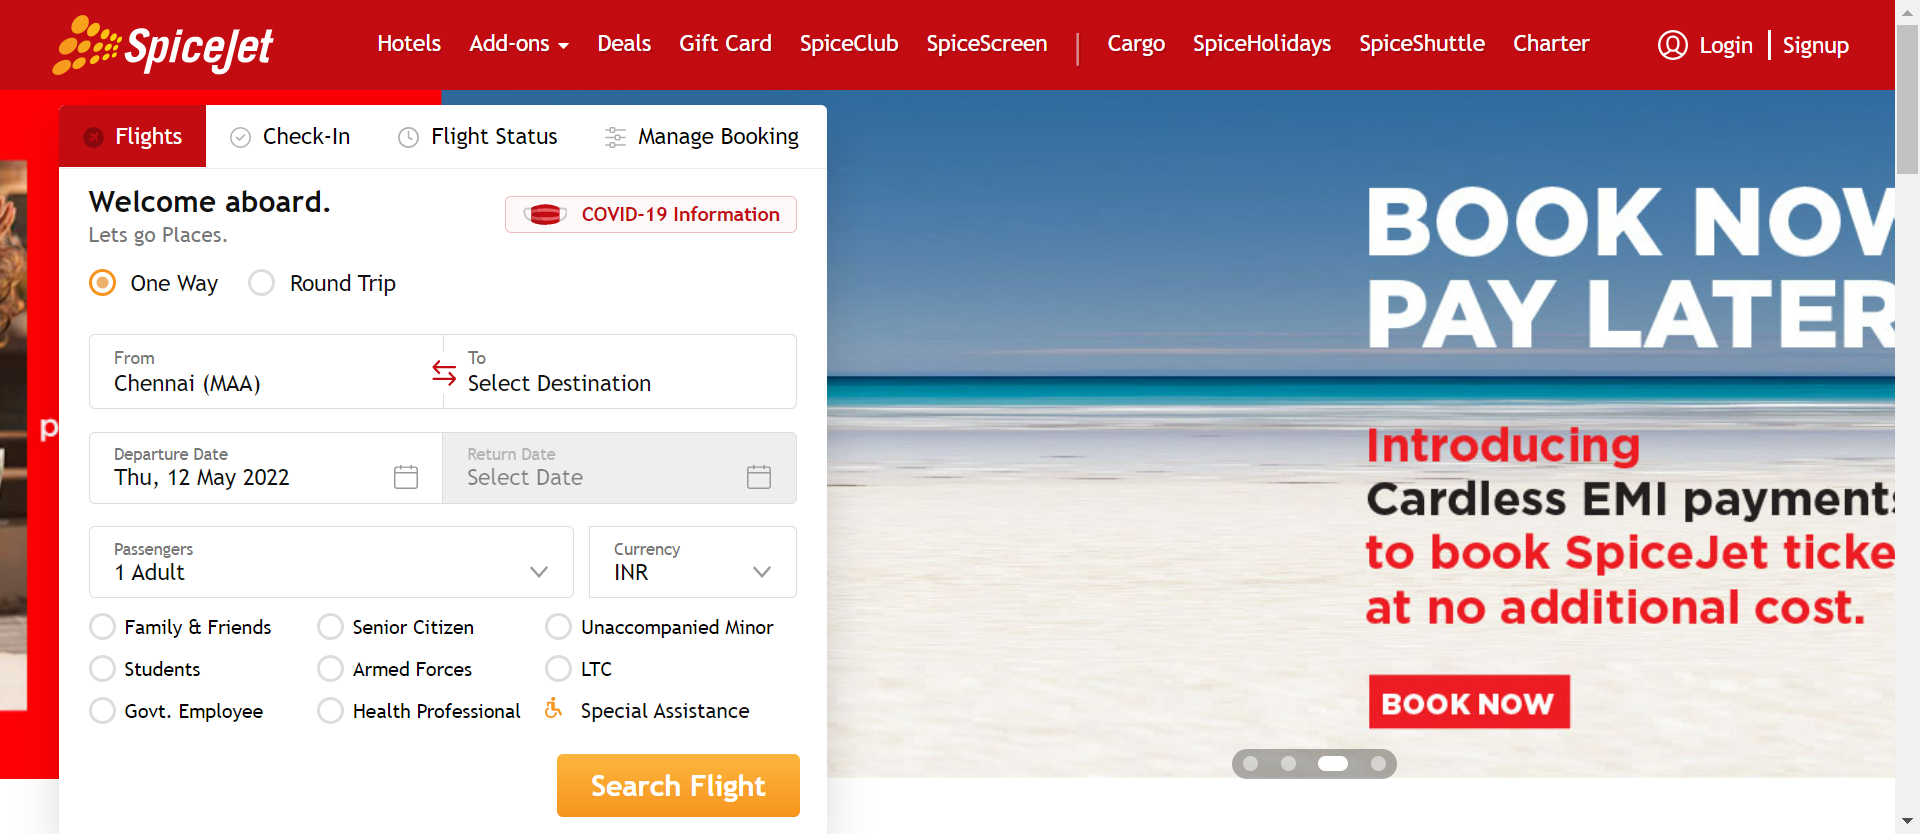 SpiceJet
Hotels Add-ons Deals Gift Card SpiceClub SpiceScreen | Cargo SpiceHolidays SpiceShuttle Charter Login Signup
Flights Check-In Flight Status Manage Booking
Welcome aboard.
COVID-19 Information
Lets go Places.
One Way Round Trip
From To
Chennai (MAA) Select Destination
Departure Date Return Date
Thu, 12 May 2022 Select Date
Passengers Currency
1 Adult INR
Family & Friends Senior Citizen Unaccompanied Minor
Students Armed Forces LTC
Govt. Employee Health Professional Special Assistance
Search Flight
p
BOOK NOW
PAY LATER
Introducing
Cardless EMI payments
to book SpiceJet ticke
at no additional cost.
BOOK NOW